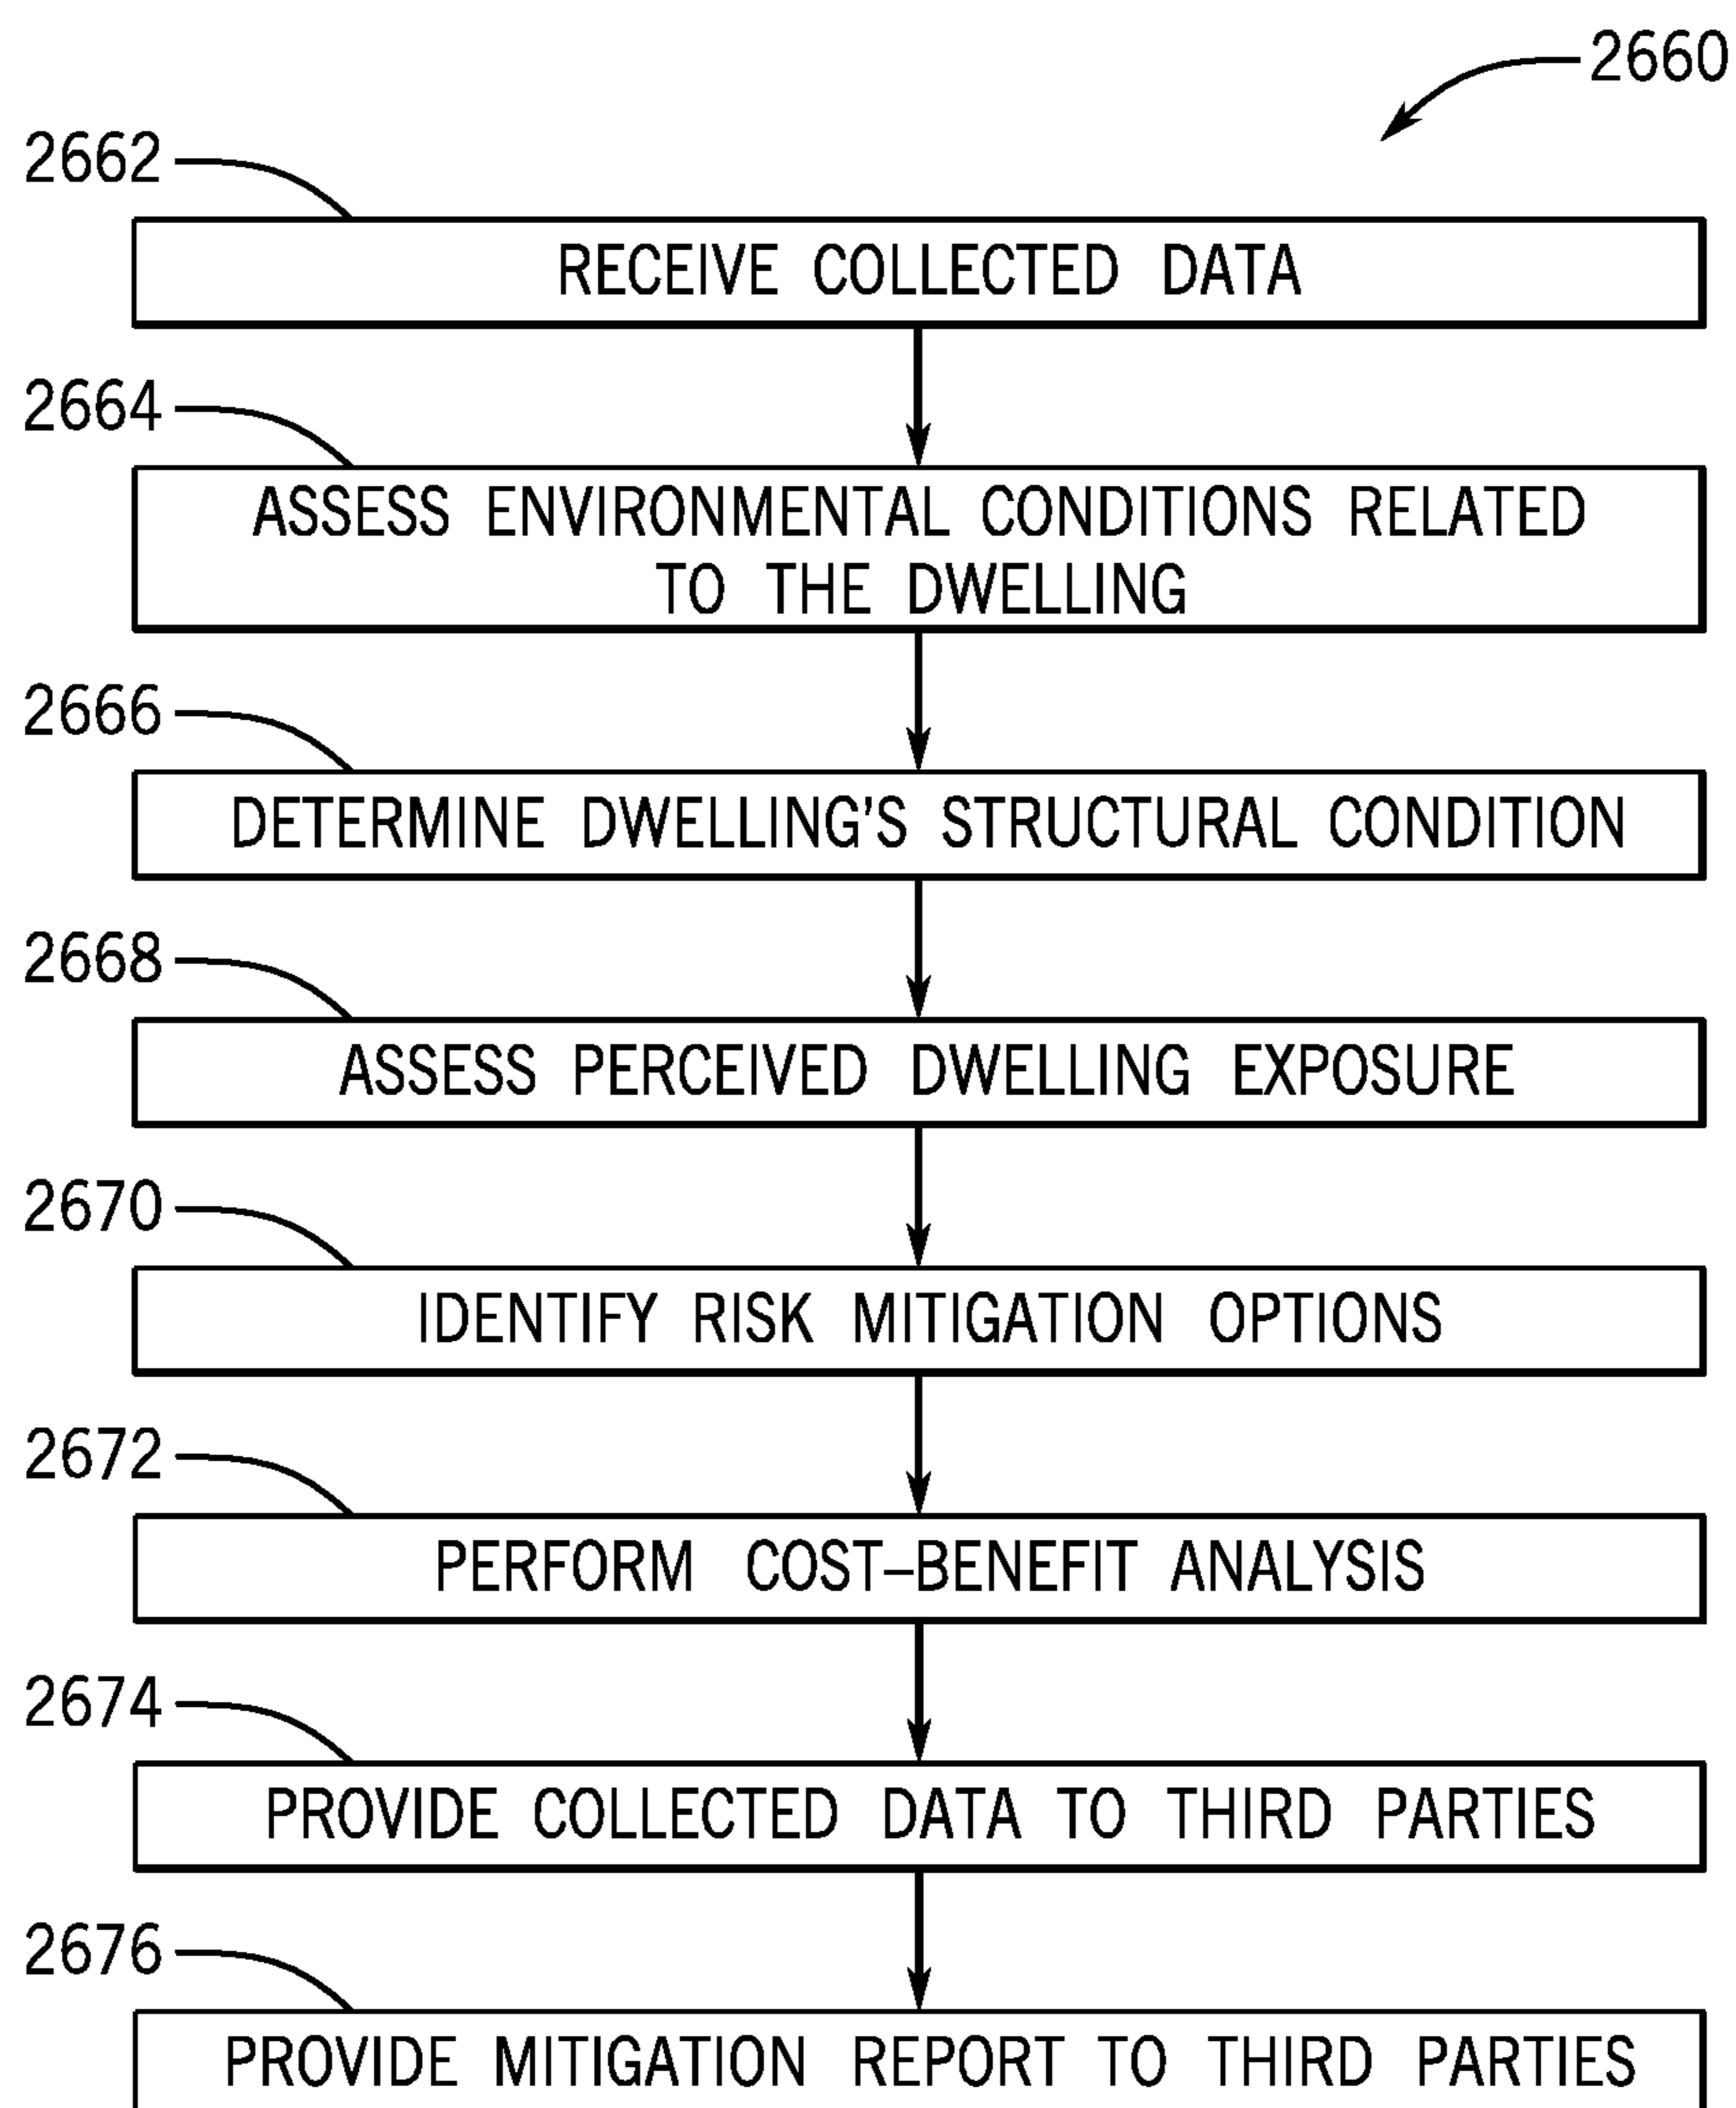 2660
2662
RECEIVE COLLECTED DATA
2664
ASSESS ENVIRONMENTAL CONDITIONS RELATED
TO THE DWELLING
2666
DETERMINE DWELLING'S STRUCTURAL CONDITION
2668
ASSESS PERCEIVED DWELLING EXPOSURE
2670
IDENTIFY RISK MITIGATION OPTIONS
2672
PERFORM COST–BENEFIT ANALYSIS
2674
PROVIDE COLLECTED DATA TO THIRD PARTIES
2676
PROVIDE MITIGATION REPORT TO THIRD PARTIES